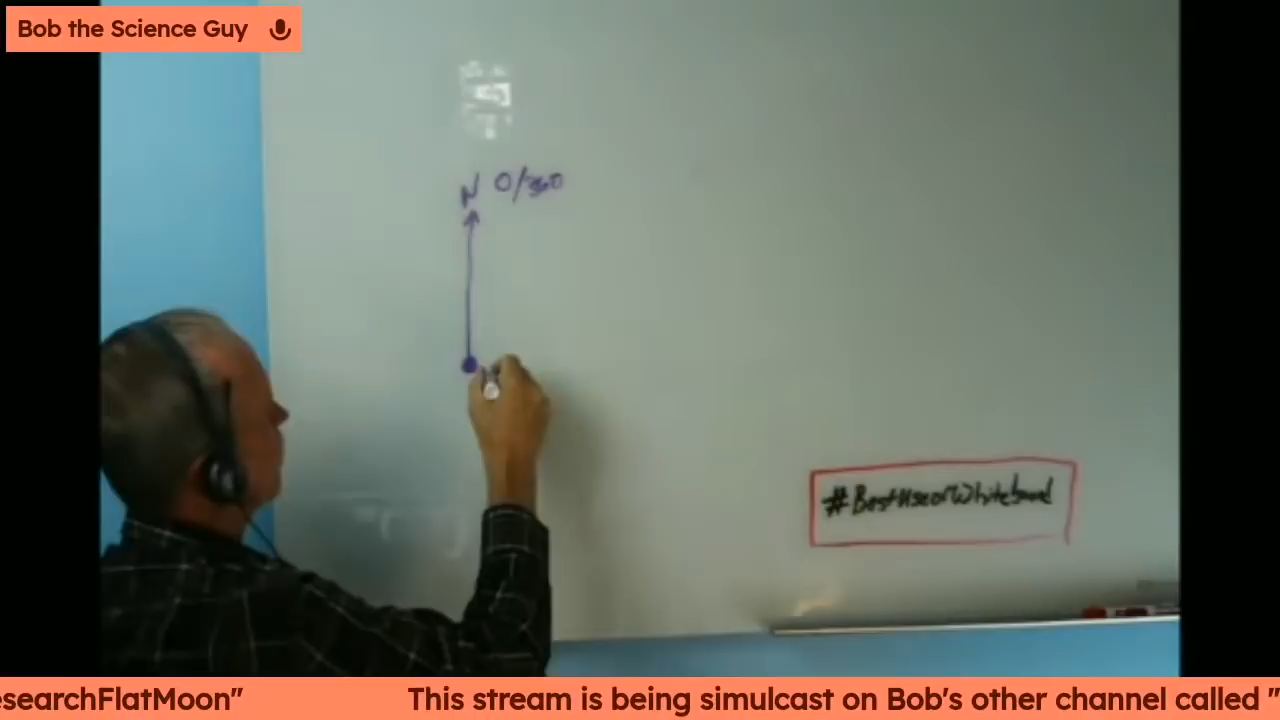 Bob the Science Guy
N 0/360
#BestUseofWhiteboard
esearchFlatMoon" This stream is being simulcast on Bob's other channel called "